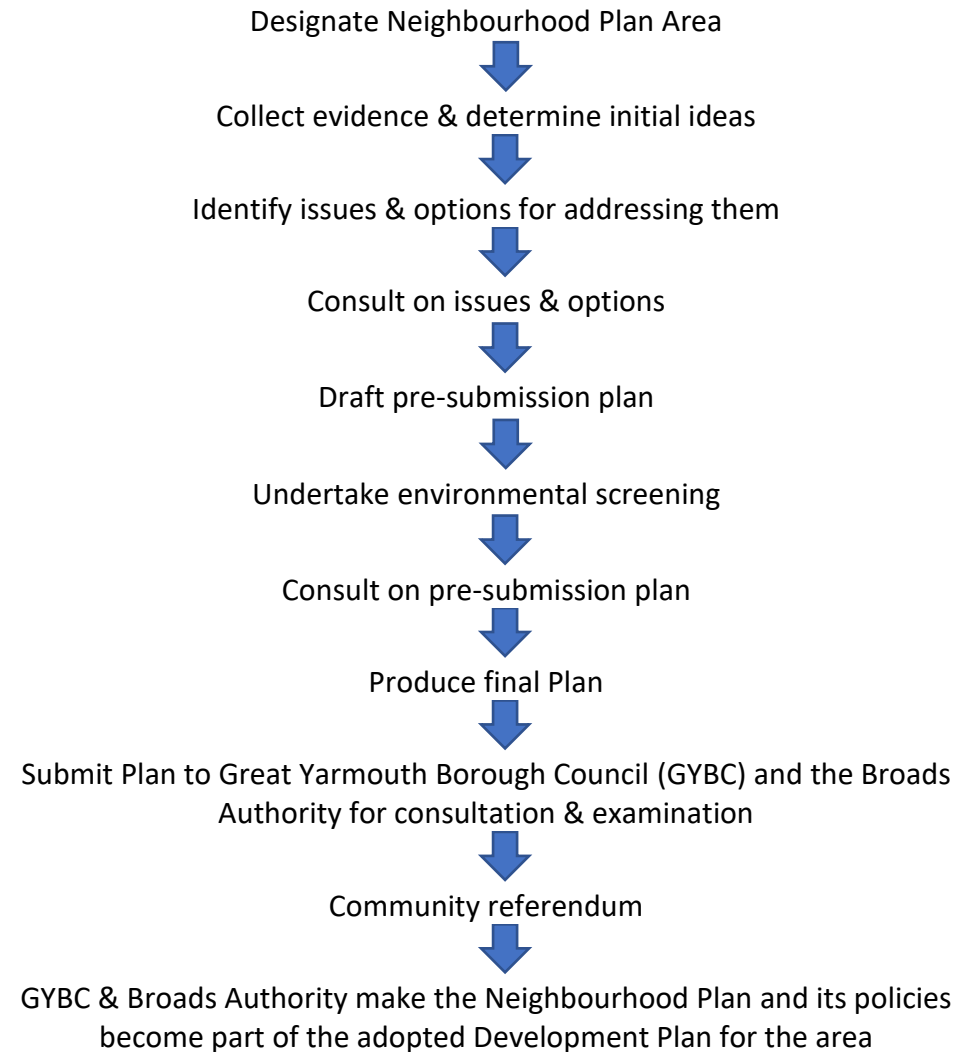 Designate Neighbourhood Plan Area
Collect evidence & determine initial ideas
Identify issues & options for addressing them
Consult on issues & options
Draft pre-submission plan
Undertake environmental screening
Consult on pre-submission plan
Produce final Plan
Submit Plan to Great Yarmouth Borough Council (GYBC) and the Broads
Authority for consultation & examination
Community referendum
GYBC & Broads Authority make the Neighbourhood Plan and its policies
become part of the adopted Development Plan for the area